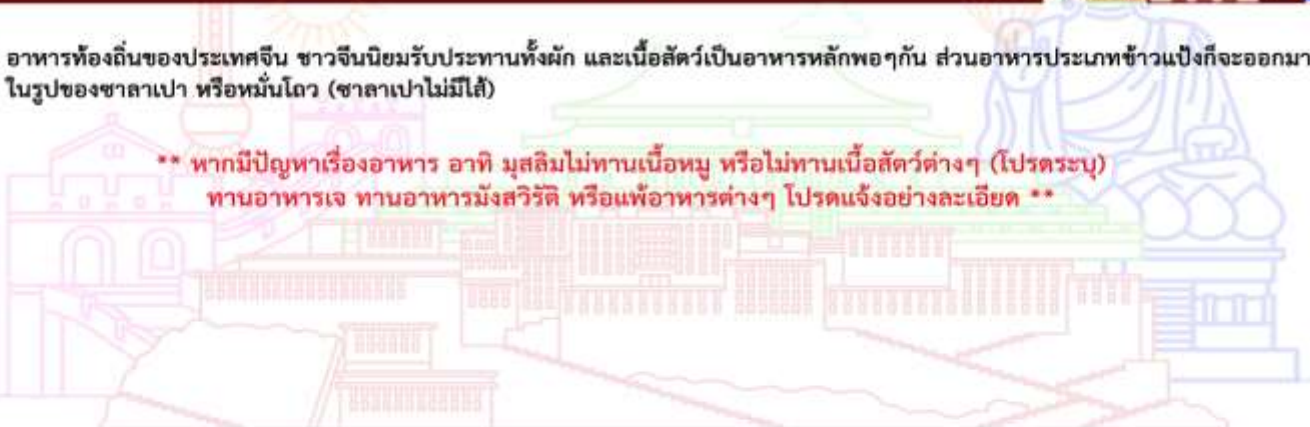 อาหารท้องถิ่นของประเทศจีน ชาวจีนนิยมรับประทานทั้งผัก และเนื้อสัตว์เป็นอาหารหลักพอๆกัน ส่วนอาหารประเภทข้าวแป้งก็จะออกมา
ในรูปของซาลาเปา หรือหมั่นโถว (ซาลาเปาไม่มีไส้)
** หากมีปัญหาเรื่องอาหาร อาทิ มุสลิมไม่ทานเนื้อหมู หรือไม่ทานเนื้อสัตว์ต่างๆ (โปรดระบุ)
ทานอาหารเจ ทานอาหารมังสวิรัติ หรือแพ้อาหารต่างๆ โปรดแจ้งอย่างละเอียด **